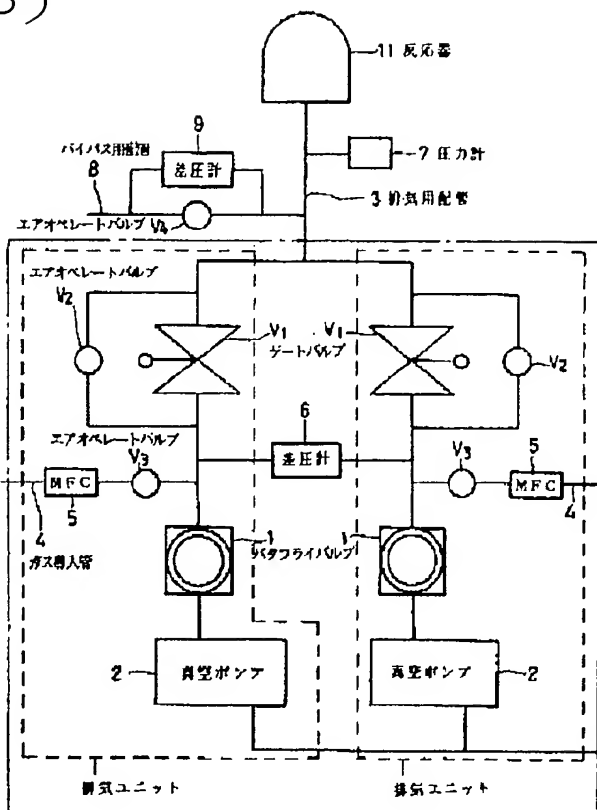 11 反応器
7 圧力計
9
バイパス用配管
差圧計
8
3 排気用配管
エアオペレートバルブ V4
エアオペレートバルブ
V2
V1
V1
ゲートバルブ
V2
6
エアオペレートバルブ
差圧計
V3
V3
5
MFC
MFC
4
5
4
ガス導入管
1
1
バタフライバルブ
2
真空ポンプ
真空ポンプ
2
排気ユニット
排気ユニット